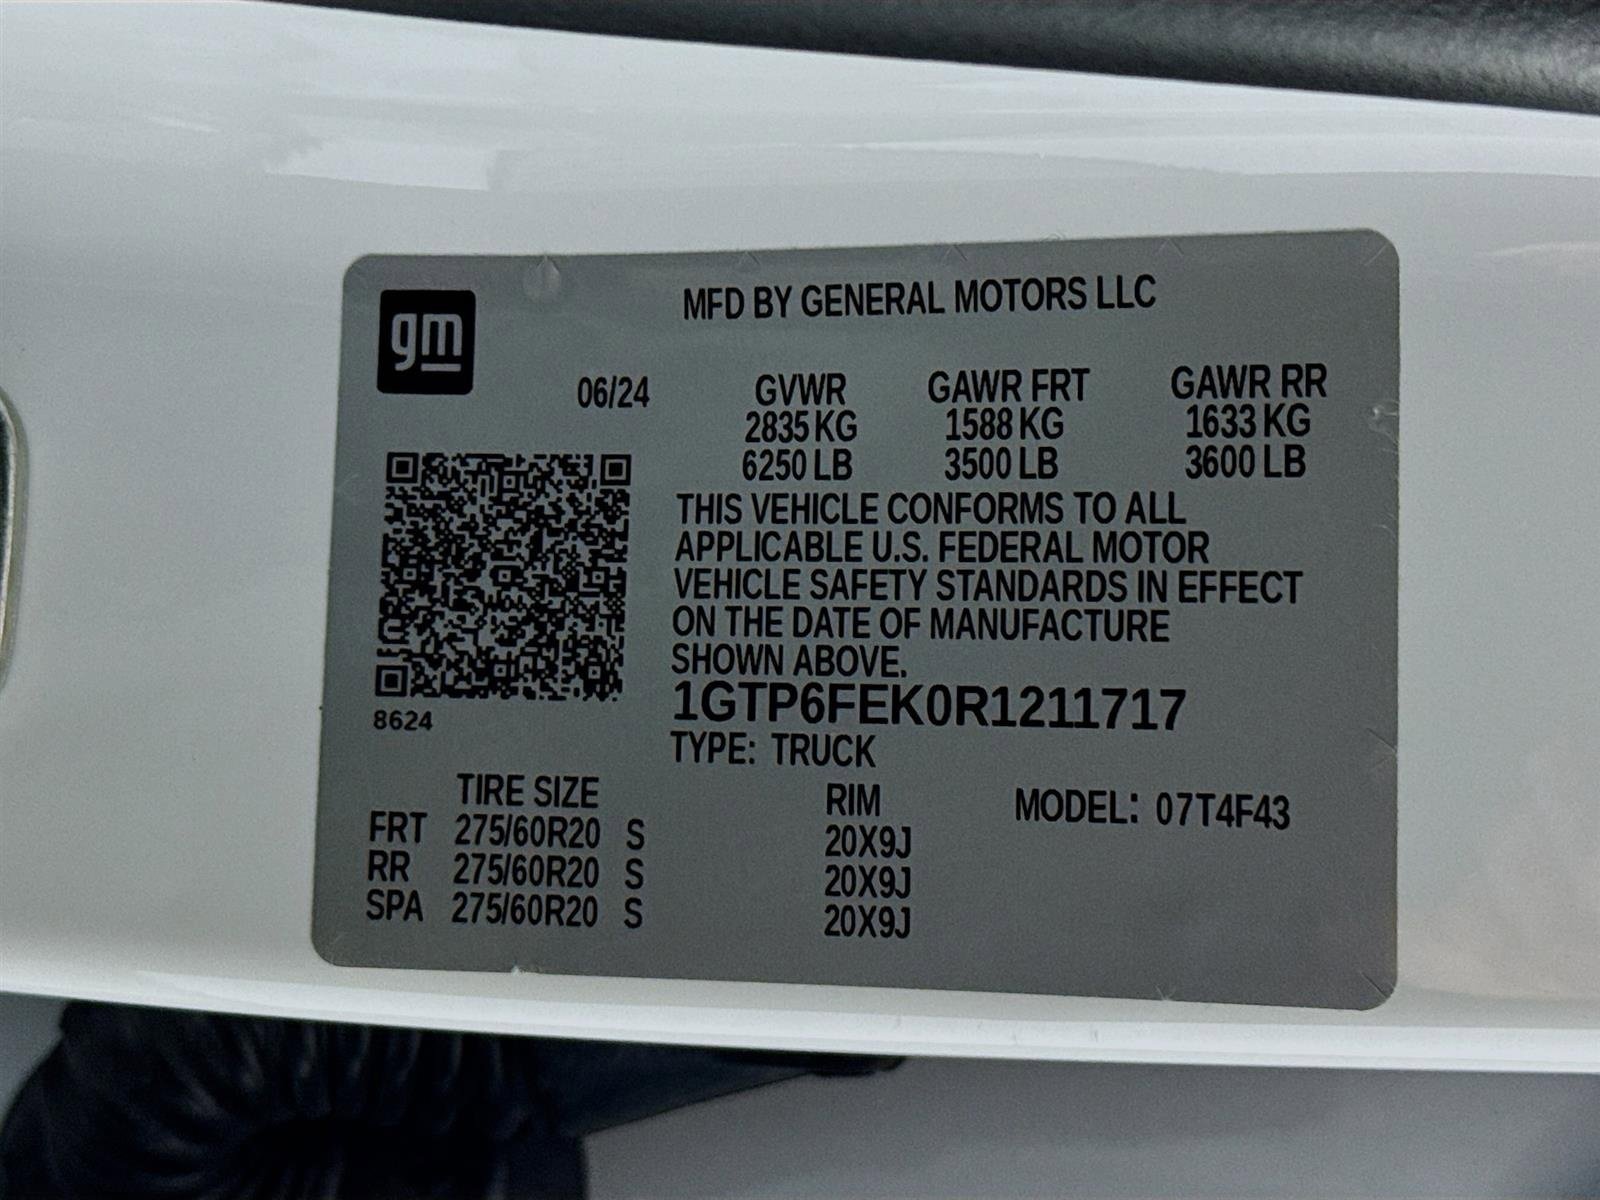 gm
MFD BY GENERAL MOTORS LLC
06/24
GVWR GAWR FRT GAWR RR
2835 KG 1588 KG 1633 KG
6250 LB 3500 LB 3600 LB
THIS VEHICLE CONFORMS TO ALL
APPLICABLE U.S. FEDERAL MOTOR
VEHICLE SAFETY STANDARDS IN EFFECT
ON THE DATE OF MANUFACTURE
SHOWN ABOVE.
8624
1GTP6FEK0R1211717
TYPE: TRUCK
TIRE SIZE RIM MODEL: 07T4F43
FRT 275/60R20 S 20X9J
RR 275/60R20 S 20X9J
SPA 275/60R20 S 20X9J